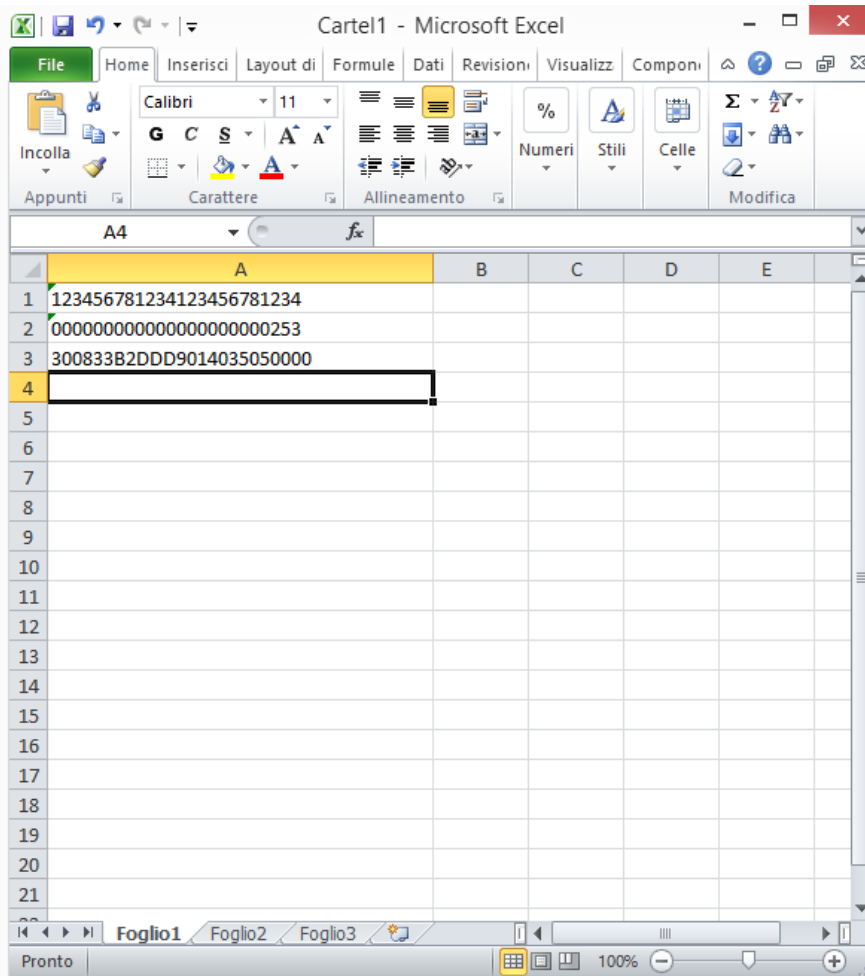 Cartel1 - Microsoft Excel
File Home Inserisci Layout di Formule Dati Revision Visualizz Compon
Calibri 11
G C S A A
Incolla
% Numeri Stili Celle
Appunti Carattere Allineamento Modifica
A4 fx
A B C D E
1 123456781234123456781234
2 000000000000000000000253
3 300833B2DDD9014035050000
4
5
6
7
8
9
10
11
12
13
14
15
16
17
18
19
20
21
Foglio1 Foglio2 Foglio3
Pronto 100%